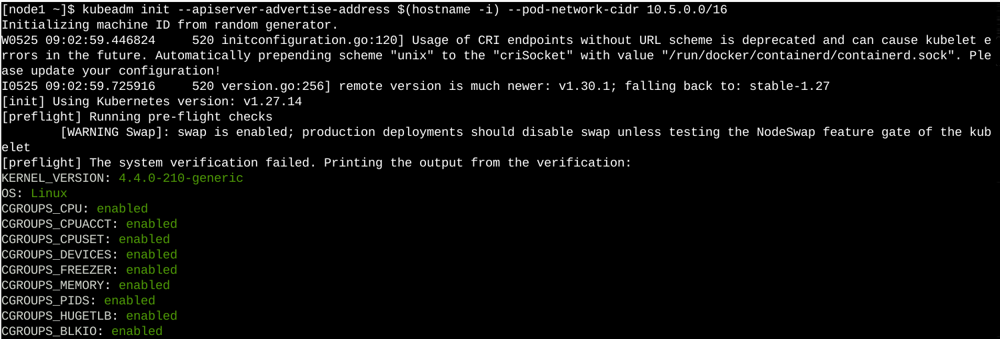 [node1 ~]$ kubeadm init --apiserver-advertise-address $(hostname -i) --pod-network-cidr 10.5.0.0/16
Initializing machine ID from random generator.
W0525 09:02:59.446824     520 initconfiguration.go:120] Usage of CRI endpoints without URL scheme is deprecated and can cause kubelet e
rrors in the future. Automatically prepending scheme "unix" to the "criSocket" with value "/run/docker/containerd/containerd.sock". Ple
ase update your configuration!
I0525 09:02:59.725916     520 version.go:256] remote version is much newer: v1.30.1; falling back to: stable-1.27
[init] Using Kubernetes version: v1.27.14
[preflight] Running pre-flight checks
        [WARNING Swap]: swap is enabled; production deployments should disable swap unless testing the NodeSwap feature gate of the kub
elet
[preflight] The system verification failed. Printing the output from the verification:
KERNEL_VERSION: 4.4.0-210-generic
OS: Linux
CGROUPS_CPU: enabled
CGROUPS_CPUACCT: enabled
CGROUPS_CPUSET: enabled
CGROUPS_DEVICES: enabled
CGROUPS_FREEZER: enabled
CGROUPS_MEMORY: enabled
CGROUPS_PIDS: enabled
CGROUPS_HUGETLB: enabled
CGROUPS_BLKIO: enabled